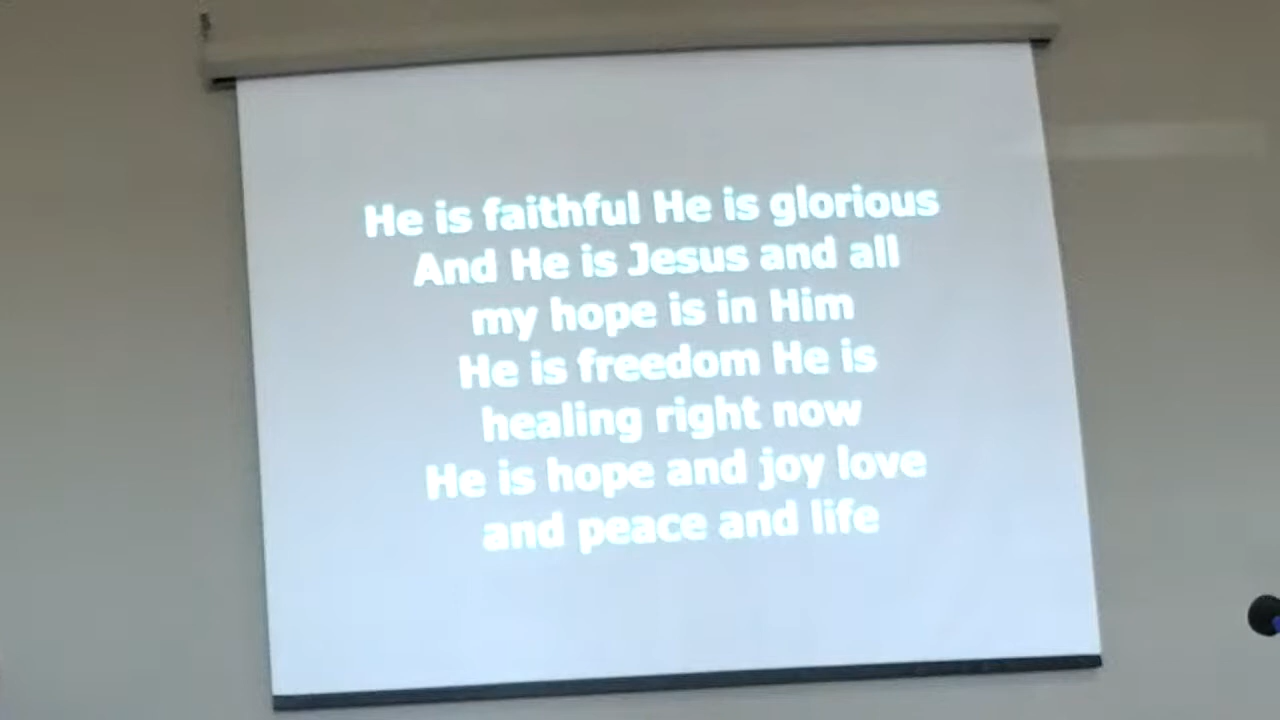 He is faithful He is glorious
And He is Jesus and all
my hope is in Him
He is freedom He is
healing right now
He is hope and joy love
and peace and life